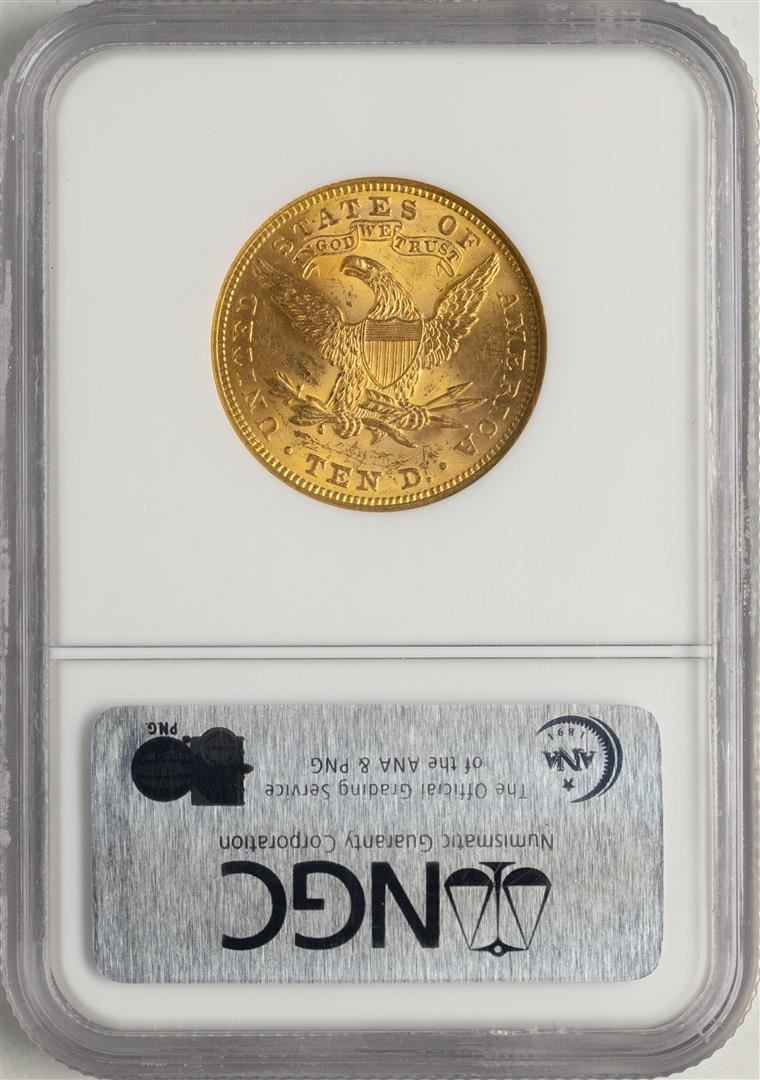 UNITED STATES OF AMERICA
IN GOD WE TRUST
· TEN D. ·
NGC
Numismatic Guaranty Corporation
The Official Grading Service
of the ANA & PNG
1891
ANA
PNG.